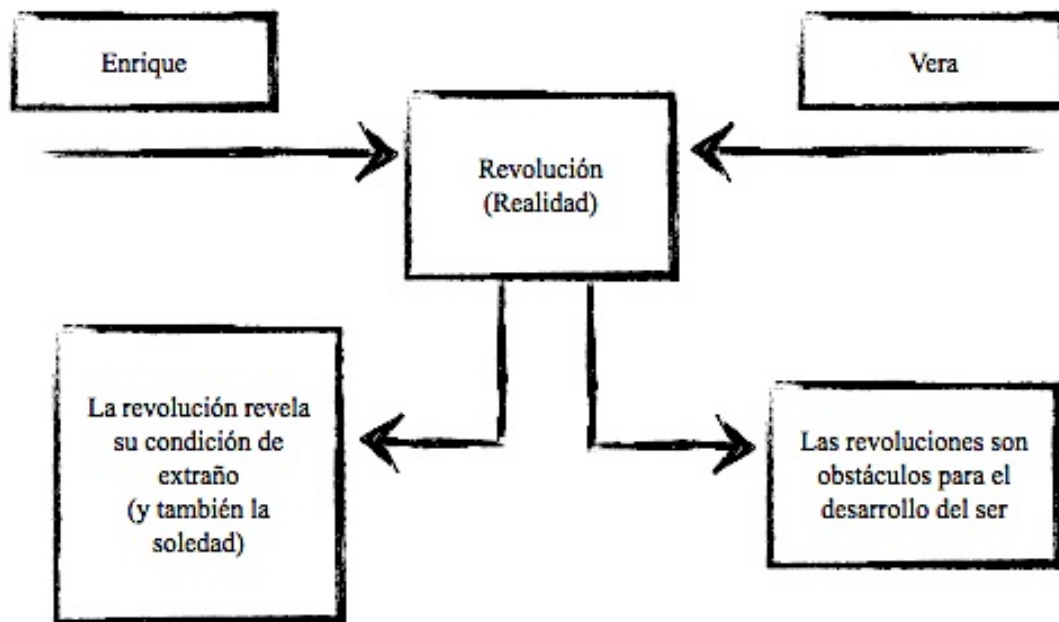 Enrique
Vera
Revolución
(Realidad)
La revolución revela
su condición de
extraño
(y también la
soledad)
Las revoluciones son
obstáculos para el
desarrollo del ser